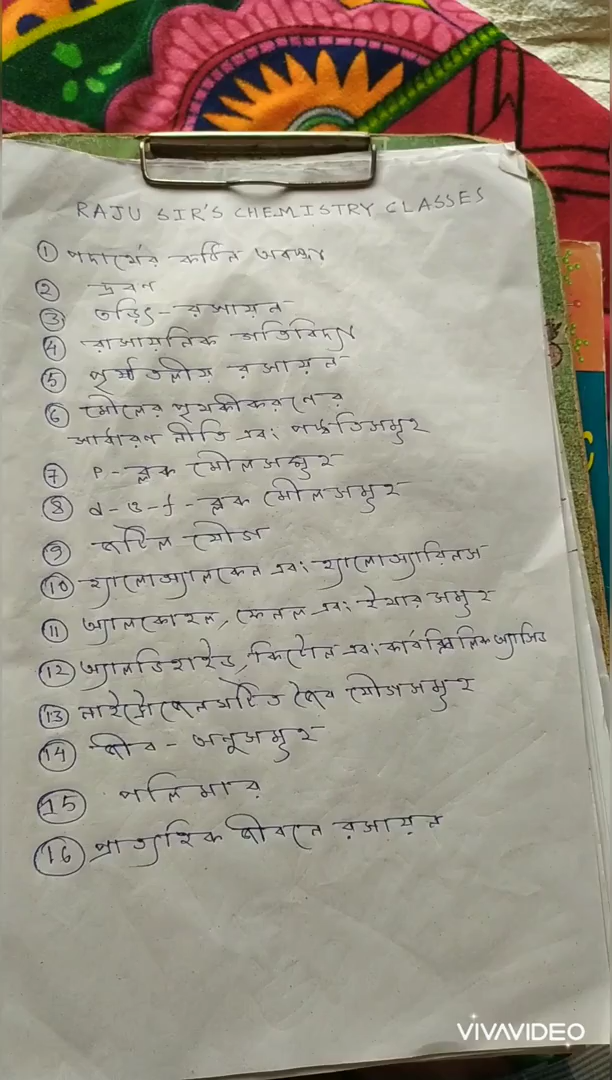 RAJU SIR'S CHEMISTRY CLASSES
① পদার্থের কঠিন অবস্থা
② দ্রবণ
③ তড়িৎ-রসায়ন
④ রাসায়নিক গতিবিদ্যা
⑤ পৃষ্ঠতলীয় রসায়ন
⑥ মৌলের পৃথকীকরণের
সাধারণ নীতি এবং পদ্ধতিসমূহ
⑦ P-ব্লক মৌলসমূহ
⑧ d-ও-f-ব্লক মৌলসমূহ
⑨ জটিল যৌগ
⑩ হ্যালোঅ্যালকেন এবং হ্যালোঅ্যারিনস
⑪ অ্যালকোহল, ফেনল এবং ইথার সমূহ
⑫ অ্যালডিহাইড, কিটোন এবং কার্বক্সিলিক অ্যাসিড
⑬ নাইট্রোজেনঘটিত জৈব যৌগসমূহ
⑭ জীব-অনুসমূহ
⑮ পলিমার
⑯ প্রাত্যহিক জীবনে রসায়ন
VIVAVIDEO